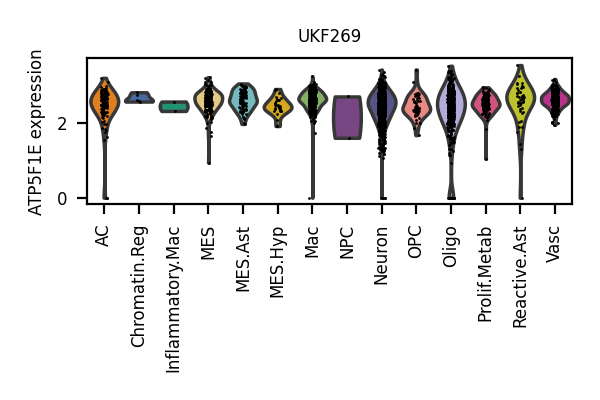 UKF269
ATP5F1E expression
2
0
AC
Chromatin.Reg
Inflammatory.Mac
MES
MES.Ast
MES.Hyp
Mac
NPC
Neuron
OPC
Oligo
Prolif.Metab
Reactive.Ast
Vasc